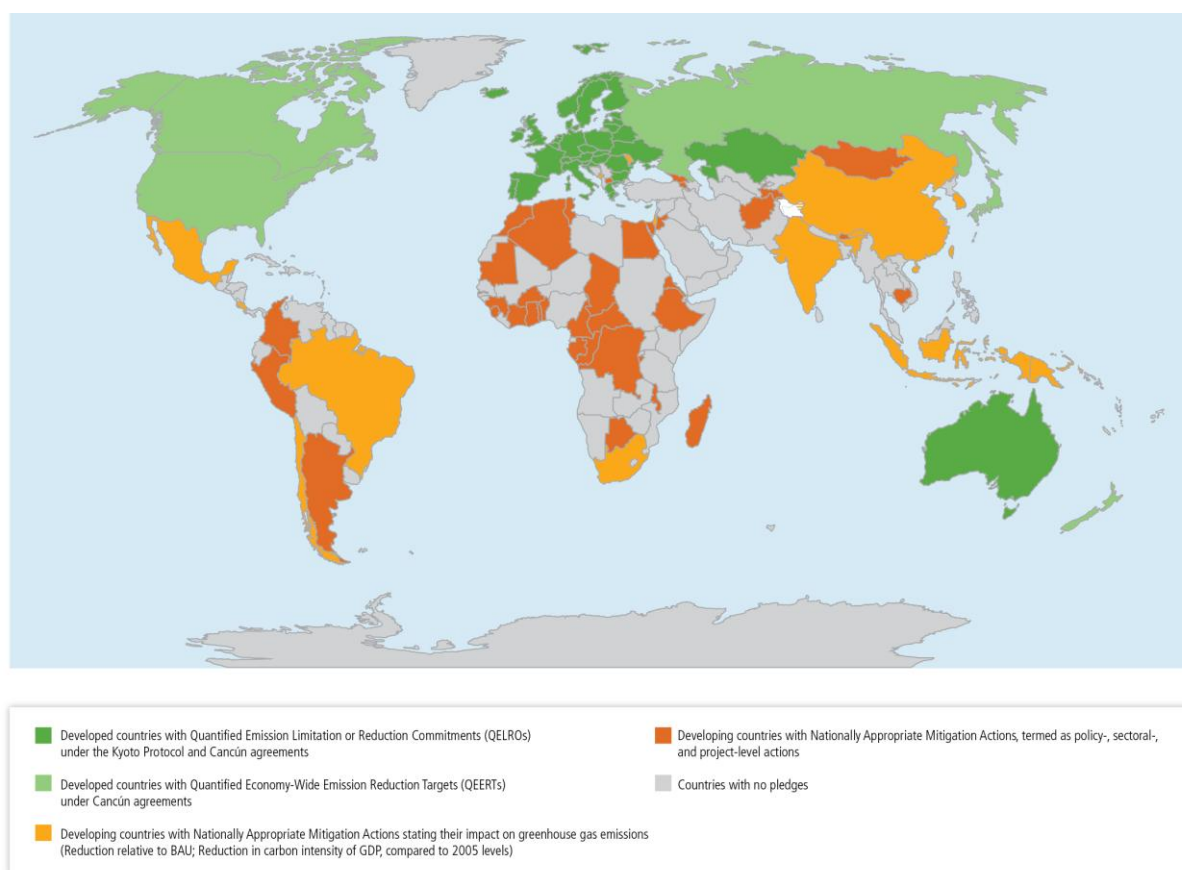 Developed countries with Quantified Emission Limitation or Reduction Commitments (QELROs)
under the Kyoto Protocol and Cancún agreements
Developed countries with Quantified Economy-Wide Emission Reduction Targets (QEERTs)
under Cancún agreements
Developing countries with Nationally Appropriate Mitigation Actions stating their impact on greenhouse gas emissions
(Reduction relative to BAU; Reduction in carbon intensity of GDP, compared to 2005 levels)
Developing countries with Nationally Appropriate Mitigation Actions, termed as policy-, sectoral-,
and project-level actions
Countries with no pledges